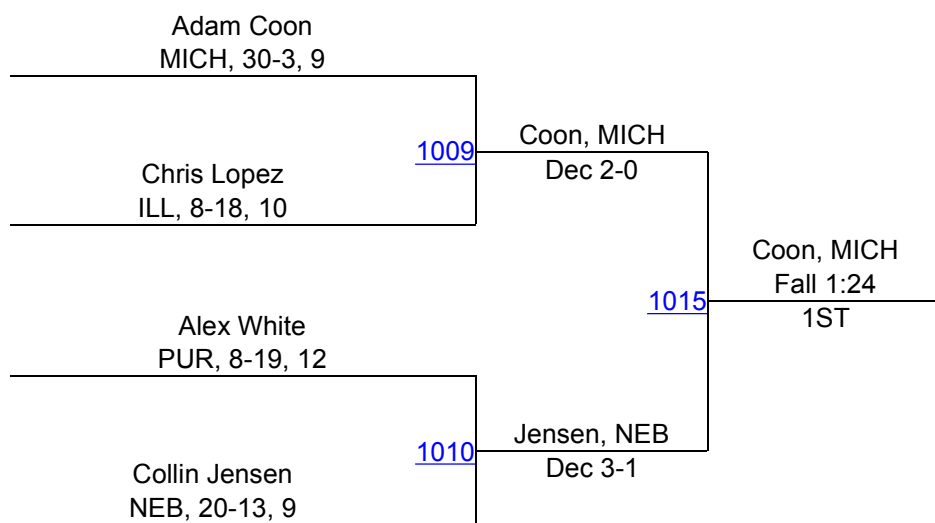 Adam Coon
MICH, 30-3, 9
1009
Coon, MICH
Dec 2-0
Chris Lopez
ILL, 8-18, 10
1015
Coon, MICH
Fall 1:24
1ST
Alex White
PUR, 8-19, 12
1010
Jensen, NEB
Dec 3-1
Collin Jensen
NEB, 20-13, 9